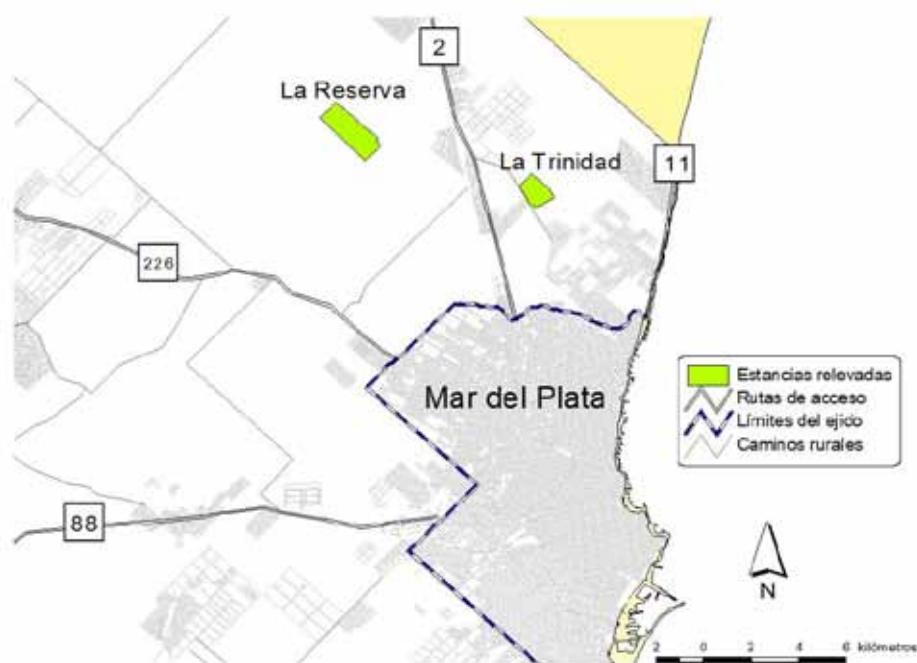 2
La Reserva
La Trinidad
11
226
Mar del Plata
Estancias relevadas
Rutas de acceso
Límites del ejido
Caminos rurales
88
N
2 0 2 4 6 kilómetros